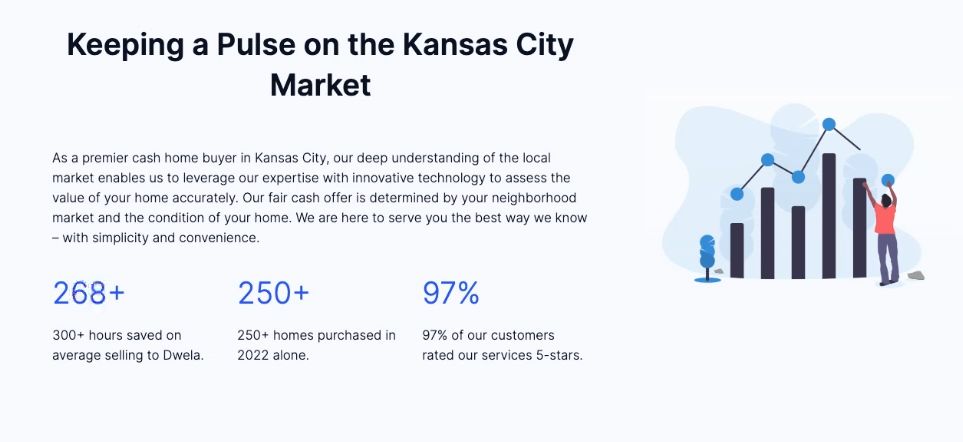 Keeping a Pulse on the Kansas City
Market
As a premier cash home buyer in Kansas City, our deep understanding of the local
market enables us to leverage our expertise with innovative technology to assess the
value of your home accurately. Our fair cash offer is determined by your neighborhood
market and the condition of your home. We are here to serve you the best way we know
– with simplicity and convenience.
268+
300+ hours saved on
average selling to Dwela.
250+
250+ homes purchased in
2022 alone.
97%
97% of our customers
rated our services 5-stars.